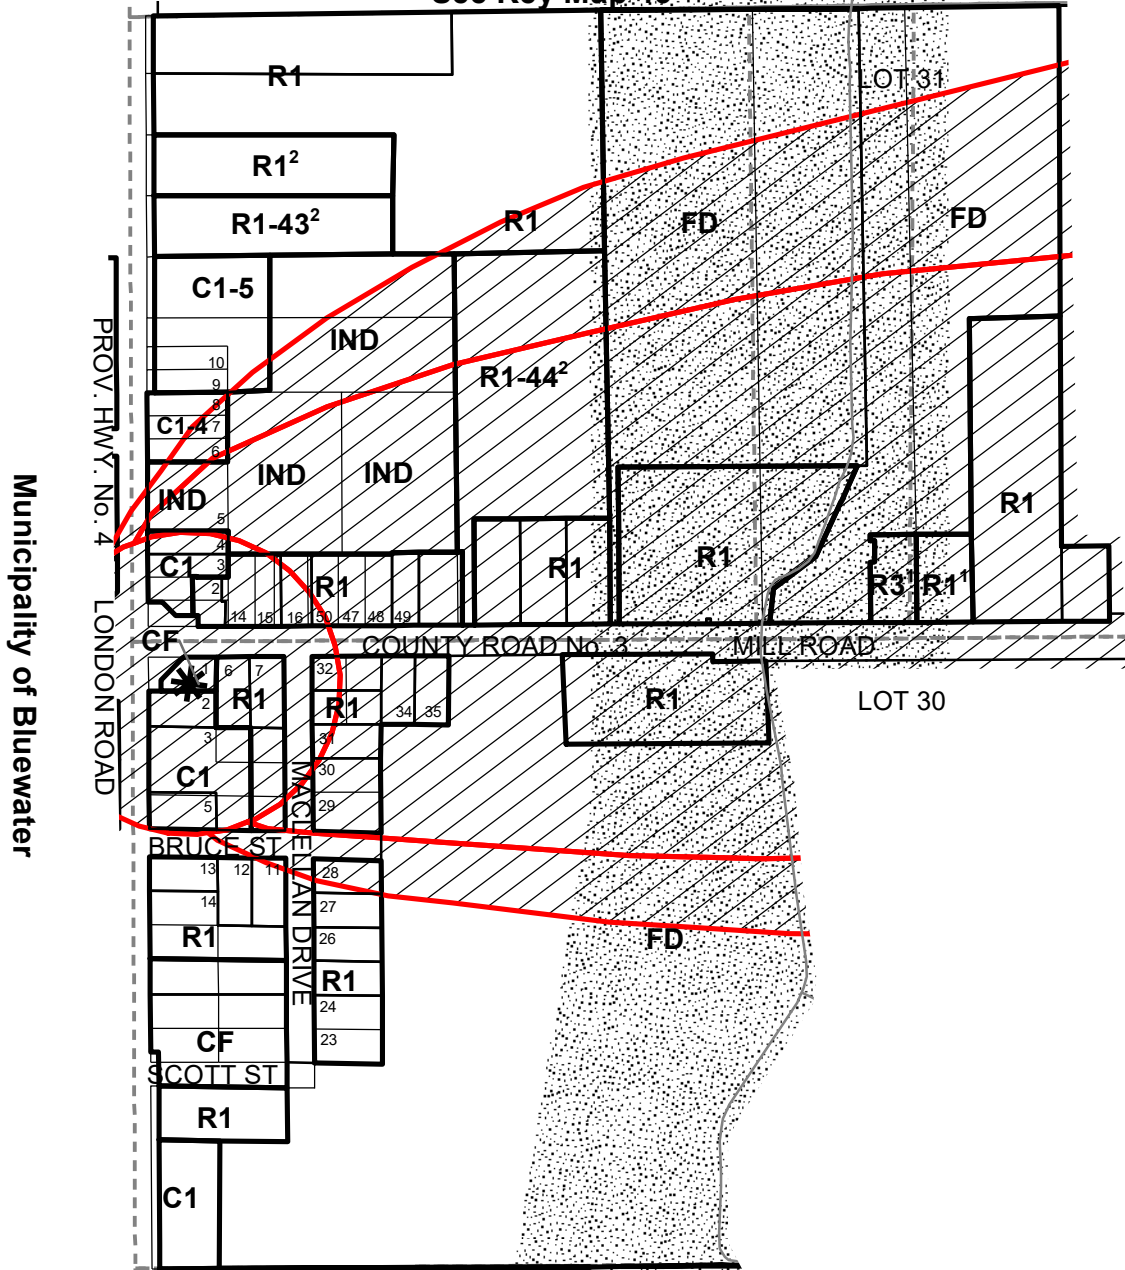 R1
LOT 31
R1²
R1-43²
R1
FD
FD
C1-5
IND
10
9
8
R1-44²
C1-4
7
6
IND
IND
IND
5
R1
4
C1
3
2
R1
R1
R1
R3¹
R1¹
14
15
16
50
47
48
49
CF
COUNTY ROAD No. 3
MILL ROAD
1
6
7
32
R1
R1
34
35
R1
LOT 30
2
3
31
C1
30
5
29
BRUCE ST
13
12
11
28
14
27
R1
26
FD
R1
24
CF
23
SCOTT ST
R1
C1
PROV. HWY. No. 4
LONDON ROAD
MACLELLAN DRIVE
Municipality of Bluewater